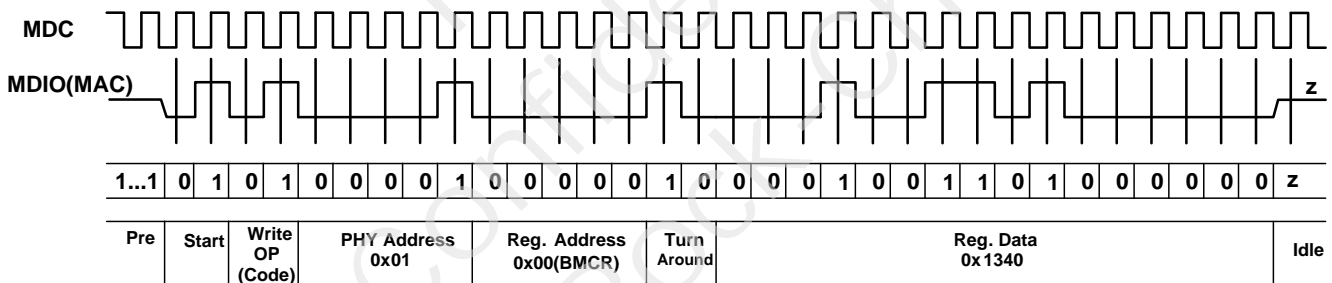 MDC
MDIO(MAC)
z
1...1 0 1 0 1 0 0 0 0 1 0 0 0 0 0 1 0 0 0 0 1 0 0 1 1 0 1 0 0 0 0 0 0 z
Pre Start Write OP (Code) PHY Address 0x01 Reg. Address 0x00(BMCR) Turn Around Reg. Data 0x1340 Idle